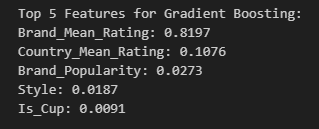 Top 5 Features for Gradient Boosting:
Brand_Mean_Rating: 0.8197
Country_Mean_Rating: 0.1076
Brand_Popularity: 0.0273
Style: 0.0187
Is_Cup: 0.0091